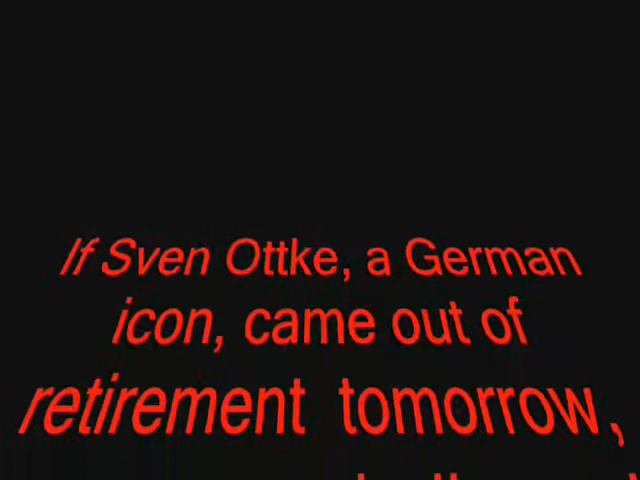 If Sven Ottke, a German
icon, came out of
retirement tomorrow,